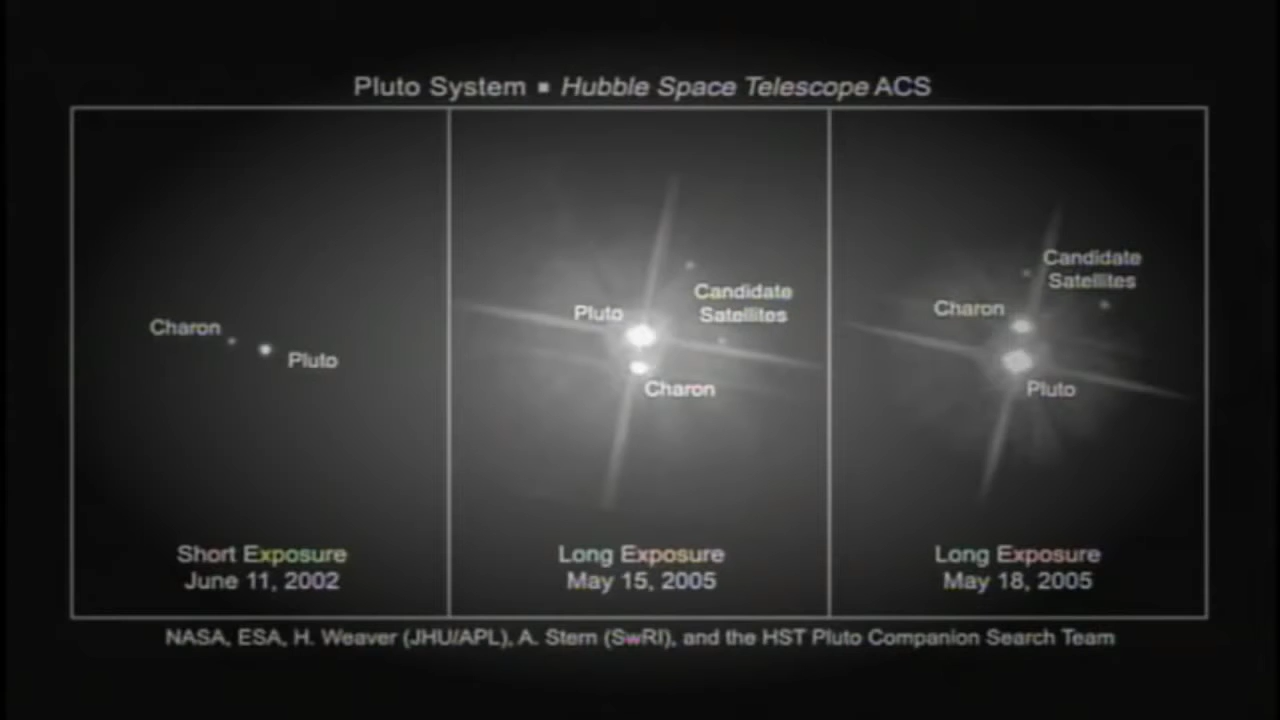 Pluto System ▪ Hubble Space Telescope ACS
Charon
Pluto
Short Exposure
June 11, 2002
Candidate
Satellites
Pluto
Charon
Long Exposure
May 15, 2005
Candidate
Satellites
Charon
Pluto
Long Exposure
May 18, 2005
NASA, ESA, H. Weaver (JHU/APL), A. Stern (SwRI), and the HST Pluto Companion Search Team